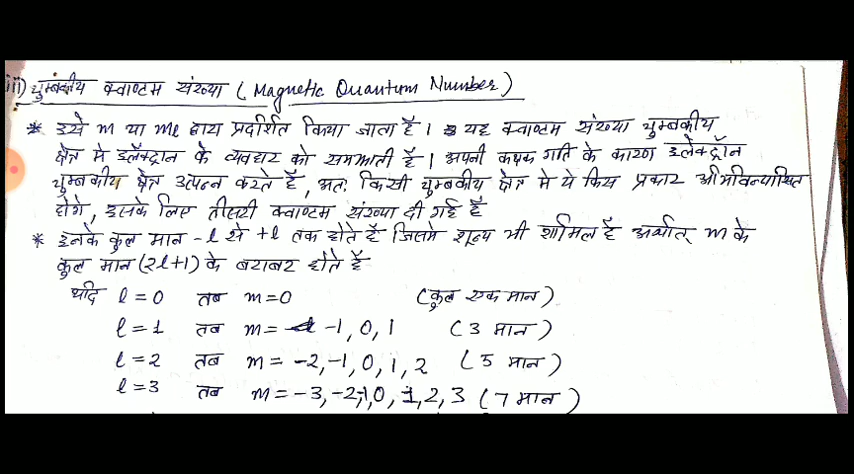 iii) चुम्बकीय क्वाण्टम संख्या (Magnetic Quantum Number)
* इसे m या ml द्वारा प्रदर्शित किया जाता है। यह क्वाण्टम संख्या चुम्बकीय
क्षेत्र मे इलेक्ट्रान के व्यवहार को समझाती है। अपनी कक्षक गति के कारण इलेक्ट्रॉन
चुम्बकीय क्षेत्र उत्पन्न करते है, अतः किसी चुम्बकीय क्षेत्र मे ये किस प्रकार अभिविन्यासित
होगे, इसके लिए तीसरी क्वाण्टम संख्या दी गई है
* इनके कुल मान -l से +l तक होते है जिसमे शून्य भी शामिल है अर्थात् m के
कुल मान (2l+1) के बराबर होते है
यदि l=0 तब m=0 (कुल एक मान)
l=1 तब m= -1, 0, 1 (3 मान)
l=2 तब m= -2, -1, 0, 1, 2 (5 मान)
l=3 तब m= -3, -2, -1, 0, 1, 2, 3 (7 मान)